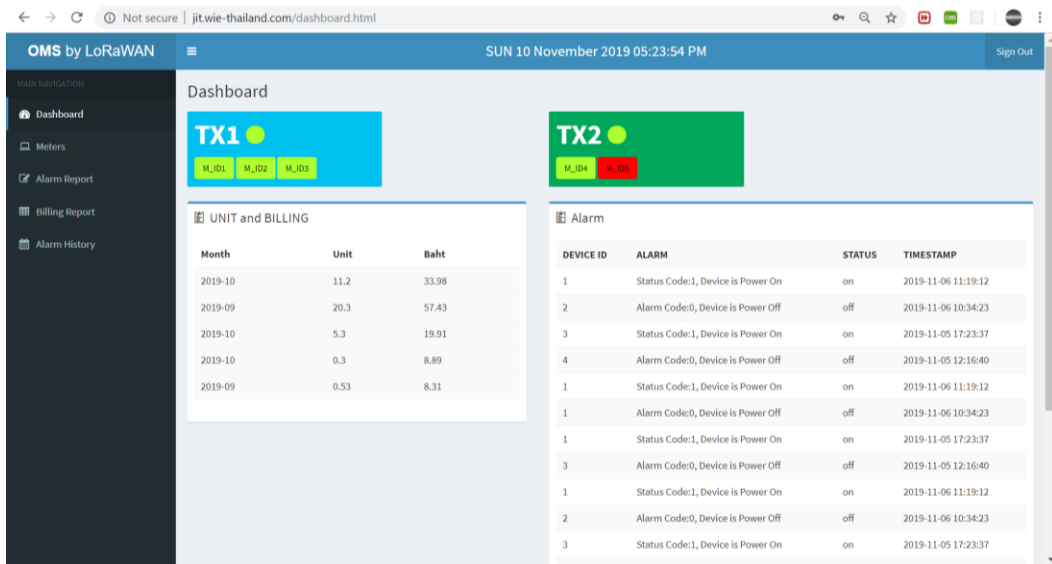 Not secure | jit.wie-thailand.com/dashboard.html
OMS by LoRaWAN
SUN 10 November 2019 05:23:54 PM
Sign Out
MAIN NAVIGATION
Dashboard
Meters
Alarm Report
Billing Report
Alarm History
Dashboard
TX1
M_ID1 M_ID2 M_ID3
TX2
M_ID4 M_ID5
UNIT and BILLING
Month Unit Baht
2019-10 11.2 33.98
2019-09 20.3 57.43
2019-10 5.3 19.91
2019-10 0.3 8.89
2019-09 0.53 8.31
Alarm
DEVICE ID ALARM STATUS TIMESTAMP
1 Status Code:1, Device is Power On on 2019-11-06 11:19:12
2 Alarm Code:0, Device is Power Off off 2019-11-06 10:34:23
3 Status Code:1, Device is Power On on 2019-11-05 17:23:37
4 Alarm Code:0, Device is Power Off off 2019-11-05 12:16:40
1 Status Code:1, Device is Power On on 2019-11-06 11:19:12
1 Alarm Code:0, Device is Power Off off 2019-11-06 10:34:23
1 Status Code:1, Device is Power On on 2019-11-05 17:23:37
3 Alarm Code:0, Device is Power Off off 2019-11-05 12:16:40
1 Status Code:1, Device is Power On on 2019-11-06 11:19:12
2 Alarm Code:0, Device is Power Off off 2019-11-06 10:34:23
3 Status Code:1, Device is Power On on 2019-11-05 17:23:37